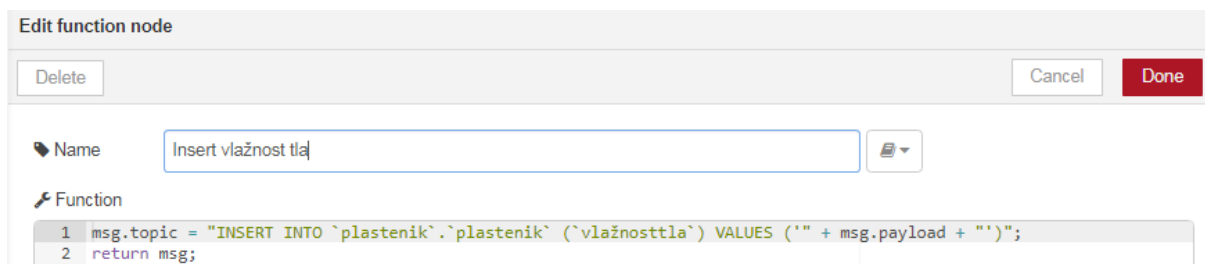 Edit function node
Delete Cancel Done
Name Insert vlažnost tla
Function
1 msg.topic = "INSERT INTO `plastenik`.`plastenik` (`vlažnosttla`) VALUES ('" + msg.payload + "')";
2 return msg;